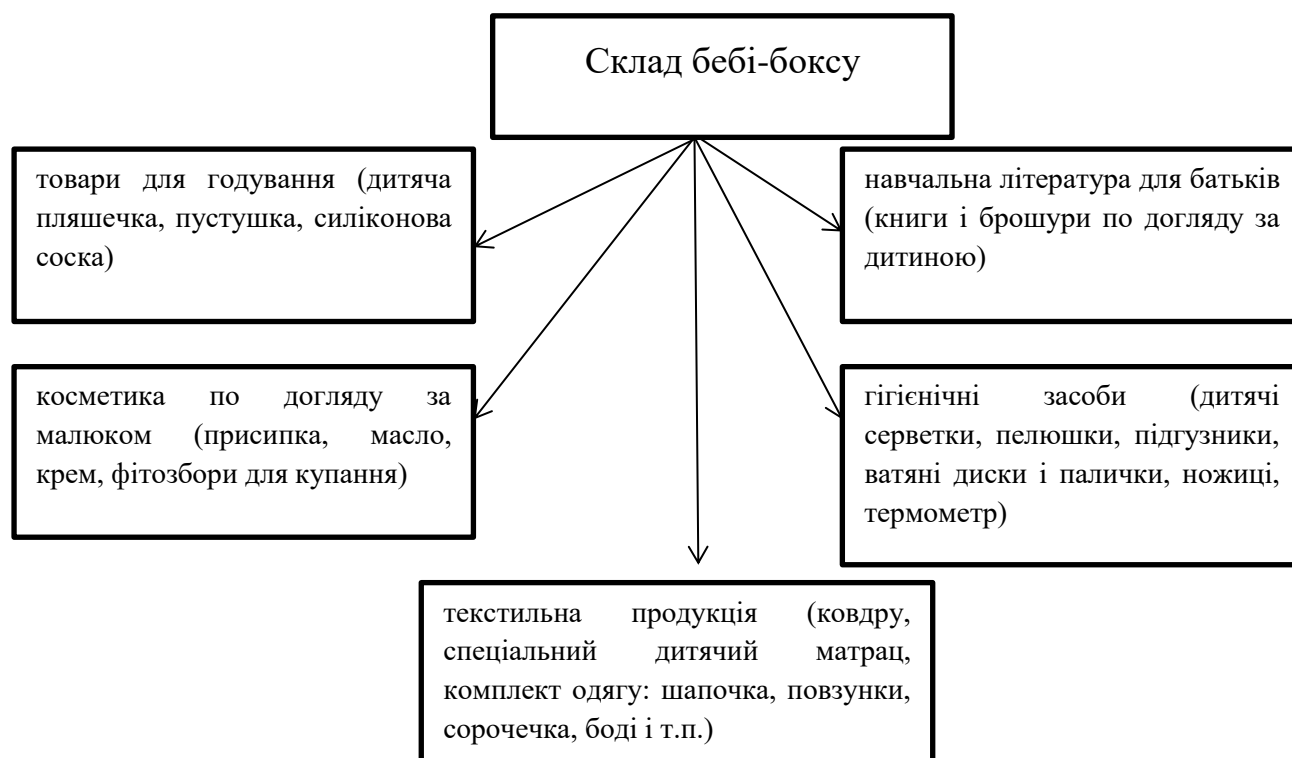 Склад бебі-боксу
товари для годування (дитяча
пляшечка, пустушка, силіконова
соска)
навчальна література для батьків
(книги і брошури по догляду за
дитиною)
косметика по догляду за
малюком (присипка, масло,
крем, фітозбори для купання)
гігієнічні засоби (дитячі
серветки, пелюшки, підгузники,
ватяні диски і палички, ножиці,
термометр)
текстильна продукція (ковдру,
спеціальний дитячий матрац,
комплект одягу: шапочка, повзунки,
сорочечка, боді і т.п.)